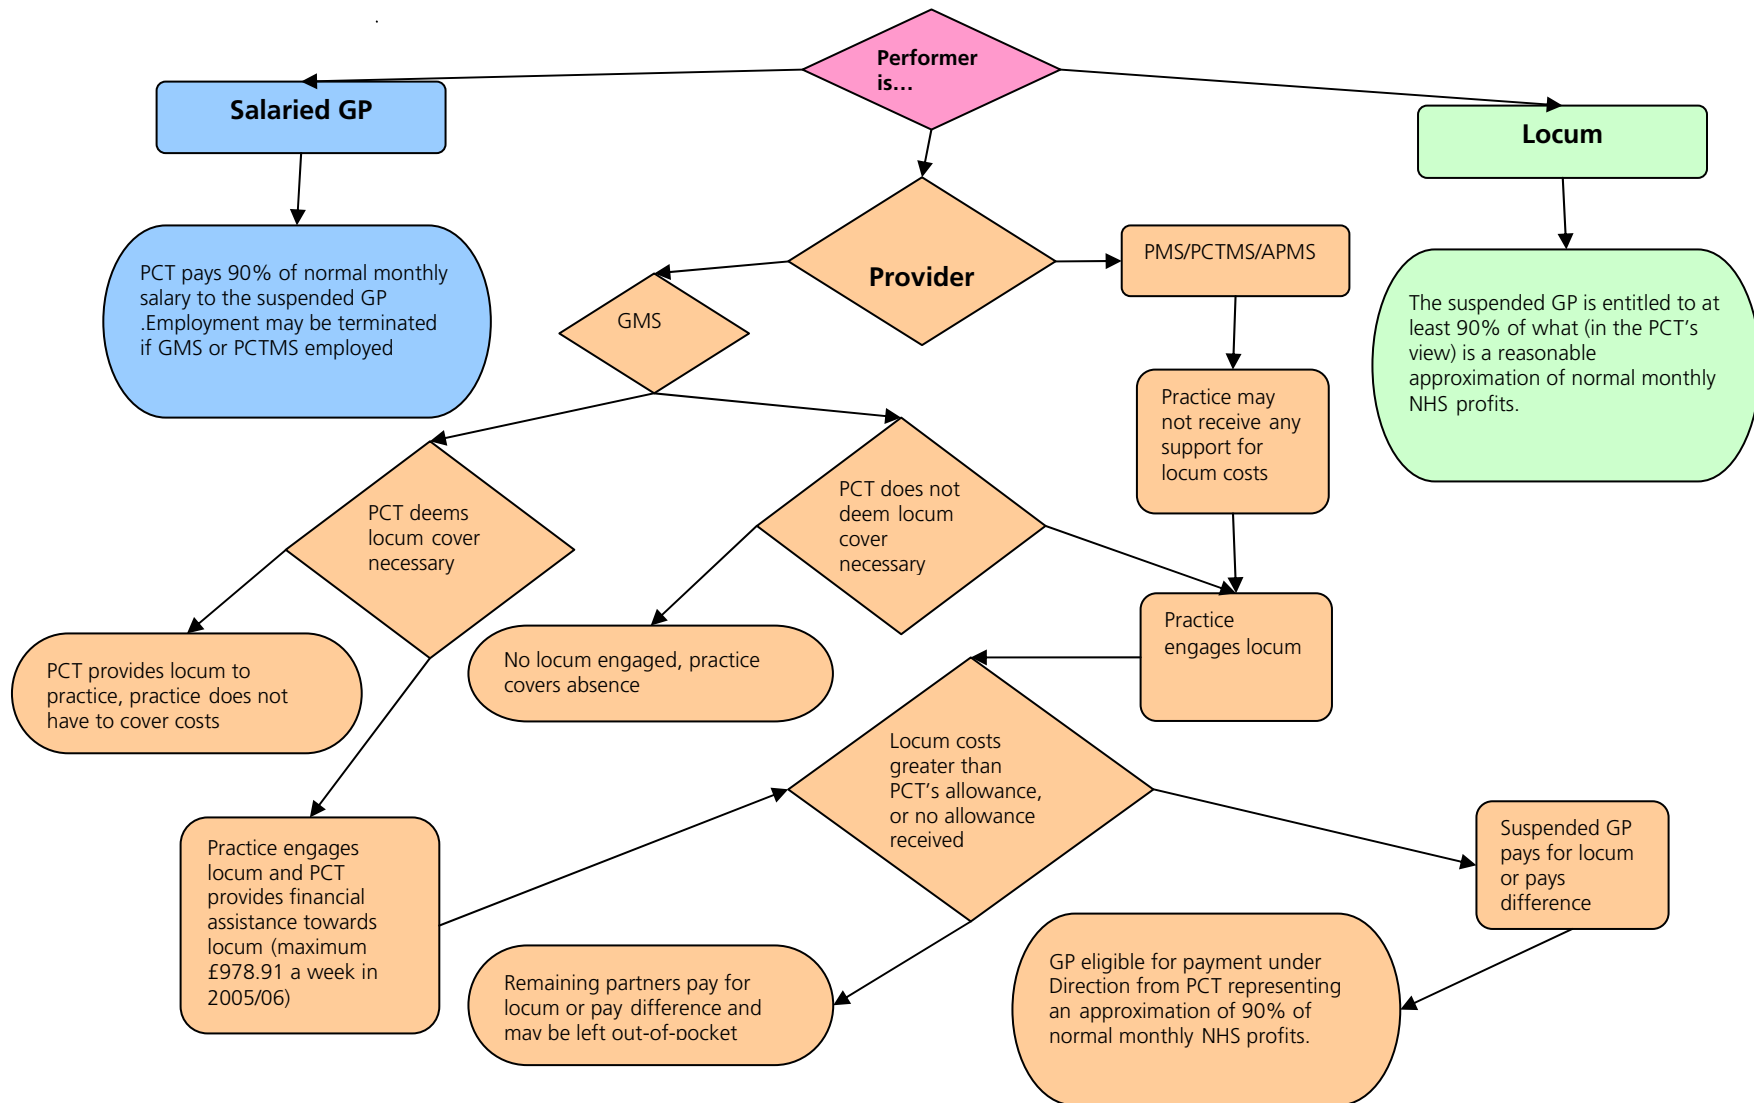 Performer
is...
Salaried GP
Locum
Provider
PMS/PCTMS/APMS
PCT pays 90% of normal monthly
salary to the suspended GP
.Employment may be terminated
if GMS or PCTMS employed
GMS
The suspended GP is entitled to at
least 90% of what (in the PCT's
view) is a reasonable
approximation of normal monthly
NHS profits.
Practice may
not receive any
support for
locum costs
PCT deems
locum cover
necessary
PCT does not
deem locum
cover
necessary
Practice
engages locum
PCT provides locum to
practice, practice does not
have to cover costs
No locum engaged, practice
covers absence
Locum costs
greater than
PCT's allowance,
or no allowance
received
Practice engages
locum and PCT
provides financial
assistance towards
locum (maximum
£978.91 a week in
2005/06)
Suspended GP
pays for locum
or pays
difference
Remaining partners pay for
locum or pay difference and
may be left out-of-pocket
GP eligible for payment under
Direction from PCT representing
an approximation of 90% of
normal monthly NHS profits.